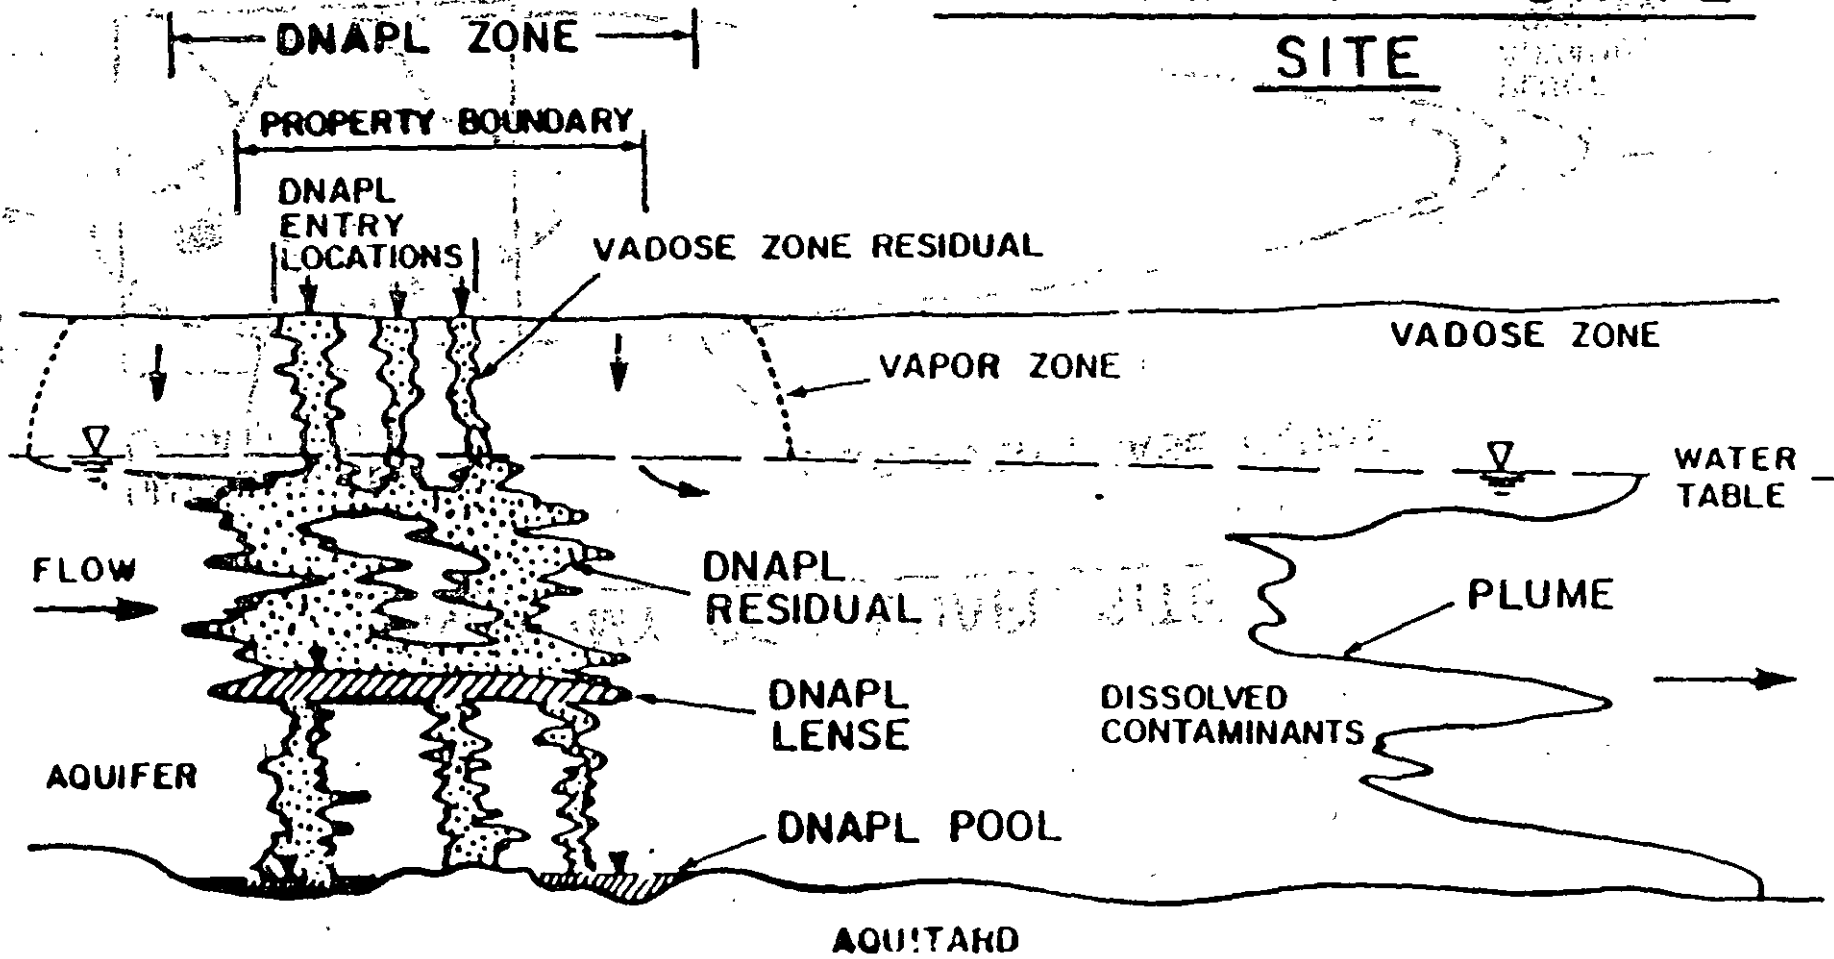 DNAPL ZONE
SITE
PROPERTY BOUNDARY
DNAPL
ENTRY
LOCATIONS
VADOSE ZONE RESIDUAL
VADOSE ZONE
VAPOR ZONE
WATER
TABLE
FLOW
DNAPL
RESIDUAL
PLUME
DNAPL
LENSE
DISSOLVED
CONTAMINANTS
AQUIFER
DNAPL POOL
AQUITARD